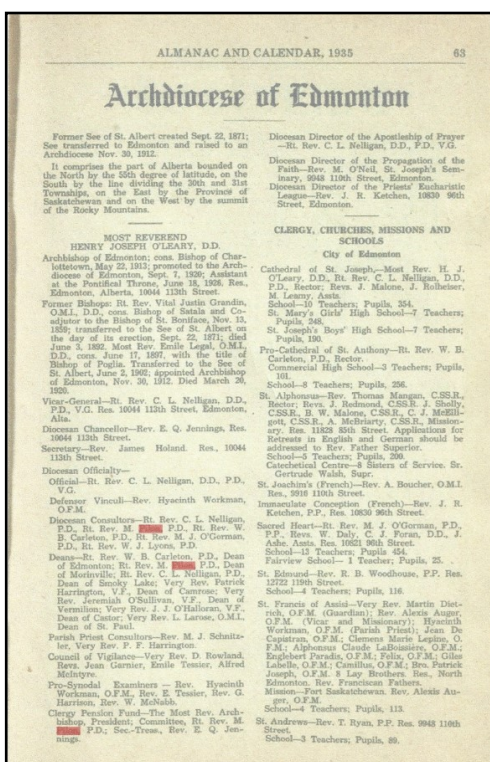 ALMANAC AND CALENDAR, 1935 63
Archdiocese of Edmonton
Former See of St. Albert created Sept. 22, 1871;
See transferred to Edmonton and raised to an
Archdiocese Nov. 30, 1912.
It comprises the part of Alberta bounded on
the North by the 55th degree of latitude, on the
South by the line dividing the 30th and 31st
Townships, on the East by the Province of
Saskatchewan and on the West by the summit
of the Rocky Mountains.
MOST REVEREND
HENRY JOSEPH O'LEARY, D.D.
Archbishop of Edmonton; cons. Bishop of Char-
lottetown, May 22, 1913; promoted to the Arch-
diocese of Edmonton, Sept. 7, 1920; Assistant
at the Pontifical Throne, June 18, 1928. Res.,
Edmonton, Alberta, 10044 113th Street.
Former Bishops: Rt. Rev. Vital Justin Grandin,
O.M.I., D.D., cons. Bishop of Satala and Co-
adjutor to the Bishop of St. Boniface, Nov. 13,
1859; transferred to the See of St. Albert on
the day of its erection, Sept. 22, 1871; died
June 3, 1892. Most Rev. Emile Legal, O.M.I.,
D.D., cons. June 17, 1897, with the title of
Bishop of Poglia. Transferred to the See of
St. Albert, June 2, 1902; appointed Archbishop
of Edmonton, Nov. 30, 1912. Died March 20,
1920.
Vicar-General—Rt. Rev. C. L. Nelligan, D.D.,
P.D., V.G. Res. 10044 113th Street, Edmonton,
Alta.
Diocesan Chancellor—Rev. E. Q. Jennings, Res.
10044 113th Street.
Secretary—Rev. James Holland. Res., 10044
113th Street.
Diocesan Officialty—
Official—Rt. Rev. C. L. Nelligan, D.D., P.D.,
V.G.
Defensor Vinculi—Rev. Hyacinth Workman,
O.F.M.
Diocesan Consultors—Rt. Rev. C. L. Nelligan,
P.D., Rt. Rev. M. Pilon, P.D., Rt. Rev. W.
B. Carleton, P.D., Rt. Rev. M. J. O'Gorman,
P.D., Rt. Rev. W. J. Lyons, P.D.
Deans—Rt. Rev. W. B. Carleton, P.D., Dean
of Edmonton; Rt. Rev. M. Pilon, P.D., Dean
of Morinville; Rt. Rev. C. L. Nelligan, P.D.,
Dean of Smoky Lake; Very Rev. Patrick
Harrington, V.F., Dean of Camrose; Very
Rev. Jeremiah O'Sullivan, V.F., Dean of
Vermilion; Very Rev. J. J. O'Halloran, V.F.,
Dean of Castor; Very Rev. L. Larose, O.M.I.,
Dean of St. Paul.
Parish Priest Consultors—Rev. M. Schnitz-
ler, Very Rev. P. F. Harrington.
Council of Vigilance—Very Rev. D. Rowland,
Revs. Jean Garnier, Emile Tessier, Alfred
McIntyre.
Pro-Synodal Examiners — Rev. Hyacinth
Workman, O.F.M., Rev. E. Tessier, Rev. G.
Harrison, Rev. W. McNabb.
Clergy Pension Fund—The Most Rev. Arch-
bishop, President; Committee, Rt. Rev. M.
Pilon, P.D.; Sec.-Treas., Rev. E. Q. Jen-
nings.
Diocesan Director of the Apostleship of Prayer
—Rt. Rev. C. L. Nelligan, D.D., P.D., V.G.
Diocesan Director of the Propagation of the
Faith—Rev. M. O'Neil, St. Joseph's Sem-
inary, 9948 110th Street, Edmonton.
Diocesan Director of the Priests' Eucharistic
League—Rev. J. R. Ketchen, 10830 96th
Street, Edmonton.
CLERGY, CHURCHES, MISSIONS AND
SCHOOLS
City of Edmonton
Cathedral of St. Joseph,—Most Rev. H. J.
O'Leary, D.D., Rt. Rev. C. L. Nelligan, D.D.,
P.D., Rector; Revs. J. Malone, J. Rolheiser,
M. Learny, Assts.
School—10 Teachers; Pupils, 354.
St. Mary's Girls' High School—7 Teachers;
Pupils, 248.
St. Joseph's Boys' High School—7 Teachers;
Pupils, 190.
Pro-Cathedral of St. Anthony—Rt. Rev. W. B.
Carleton, P.D., Rector.
Commercial High School—3 Teachers; Pupils,
101.
School—8 Teachers; Pupils, 256.
St. Alphonsus—Rev. Thomas Mangan, C.SS.R.,
Rector; Revs. J. Redmond, C.SS.R. J. Sholly,
C.SS.R., B. W. Malone, C.SS.R., C. J. McElli-
gott, C.SS.R., A. McBriarty, C.SS.R., Mission-
ary. Res. 11828 85th Street. Applications for
Retreats in English and German should be
addressed to Rev. Father Superior.
School—5 Teachers; Pupils, 200.
Catechetical Centre—8 Sisters of Service. Sr.
Gertrude Walsh, Supr.
St. Joachim's (French)—Rev. A. Boucher, O.M.I.
Res., 9916 110th Street.
Immaculate Conception (French)—Rev. J. R.
Ketchen, P.P., Res. 10830 96th Street.
Sacred Heart—Rt. Rev. M. J. O'Gorman, P.D.,
P.P., Revs. W. Daly, C. J. Foran, D.D., J.
Ashe. Assts. Res. 10821 96th Street.
School—13 Teachers; Pupils 454.
Fairview School— 1 Teacher; Pupils, 25.
St. Edmund—Rev. R. B. Woodhouse, P.P. Res.
13722 119th Street.
School—4 Teachers; Pupils, 116.
St. Francis of Assisi—Very Rev. Martin Diet-
rich, O.F.M. (Guardian); Rev. Alexis Auger,
O.F.M. (Vicar and Missionary); Hyacinth
Workman, O.F.M. (Parish Priest); Jean De
Capistran, O.F.M.; Clemens Marie Lepine, O.
F.M.; Alphonsus Claude LaBoissière, O.F.M.;
Englebert Paradis, O.F.M.; Felix, O.F.M.; Giles
Labelle, O.F.M.; Camillus, O.F.M.; Bro. Patrick
Joseph, O.F.M. 8 Lay Brothers. Res., North
Edmonton. Rev. Franciscan Fathers.
Mission—Fort Saskatchewan. Rev. Alexis Au-
ger, O.F.M.
School—4 Teachers; Pupils, 113.
St. Andrews—Rev. T. Ryan, P.P. Res. 9948 110th
Street.
School—3 Teachers; Pupils, 89.